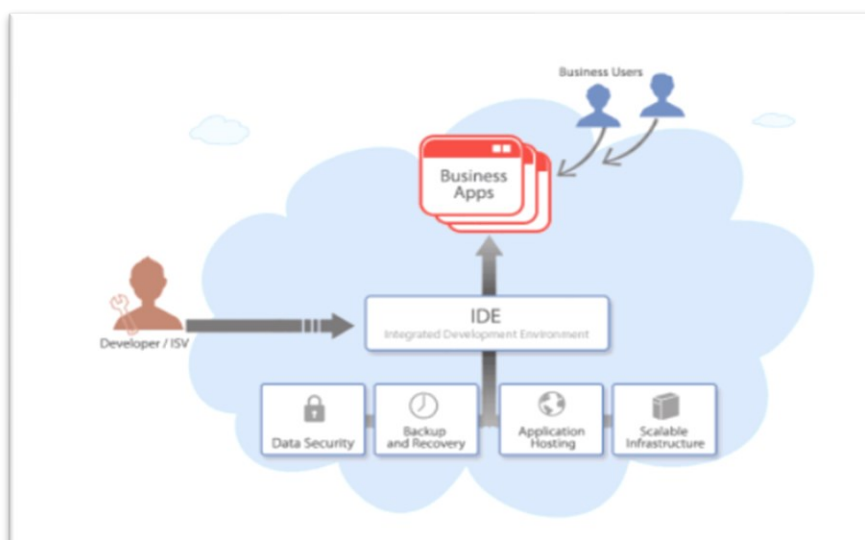 Business Users
Business
Apps
IDE
Integrated Development Environment
Developer / ISV
Data Security
Backup
and Recovery
Application
Hosting
Scalable
Infrastructure